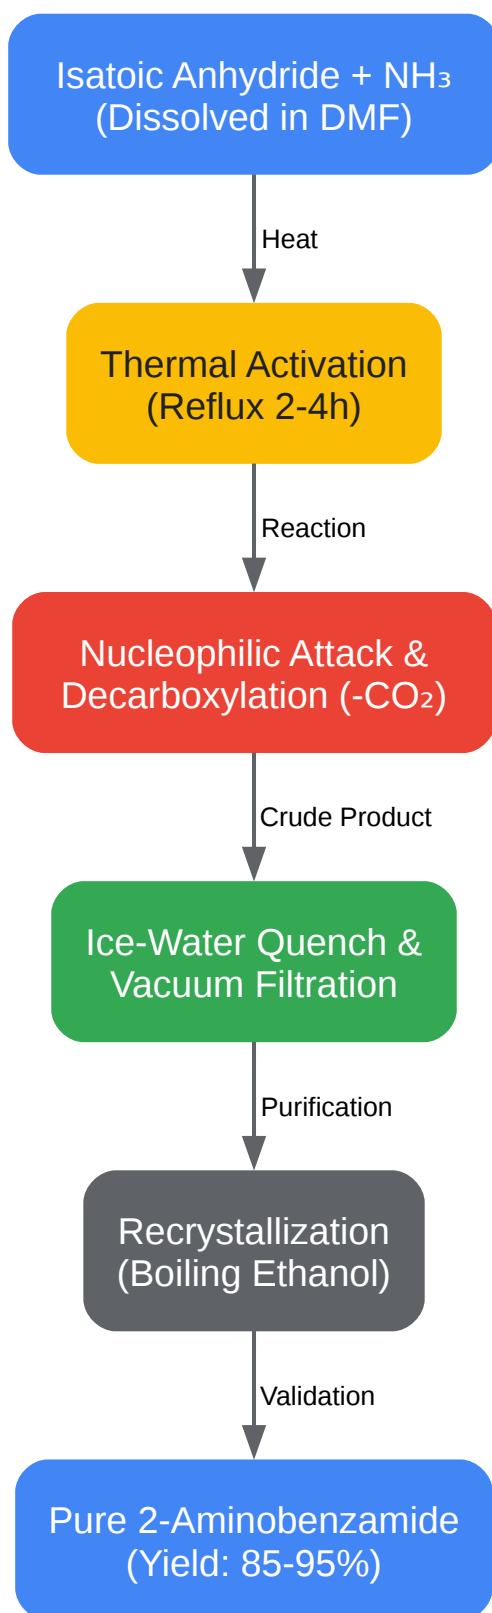 Isatoic Anhydride + NH₃
(Dissolved in DMF)
Heat
Thermal Activation
(Reflux 2-4h)
Reaction
Nucleophilic Attack &
Decarboxylation (-CO₂)
Crude Product
Ice-Water Quench &
Vacuum Filtration
Purification
Recrystallization
(Boiling Ethanol)
Validation
Pure 2-Aminobenzamide
(Yield: 85-95%)